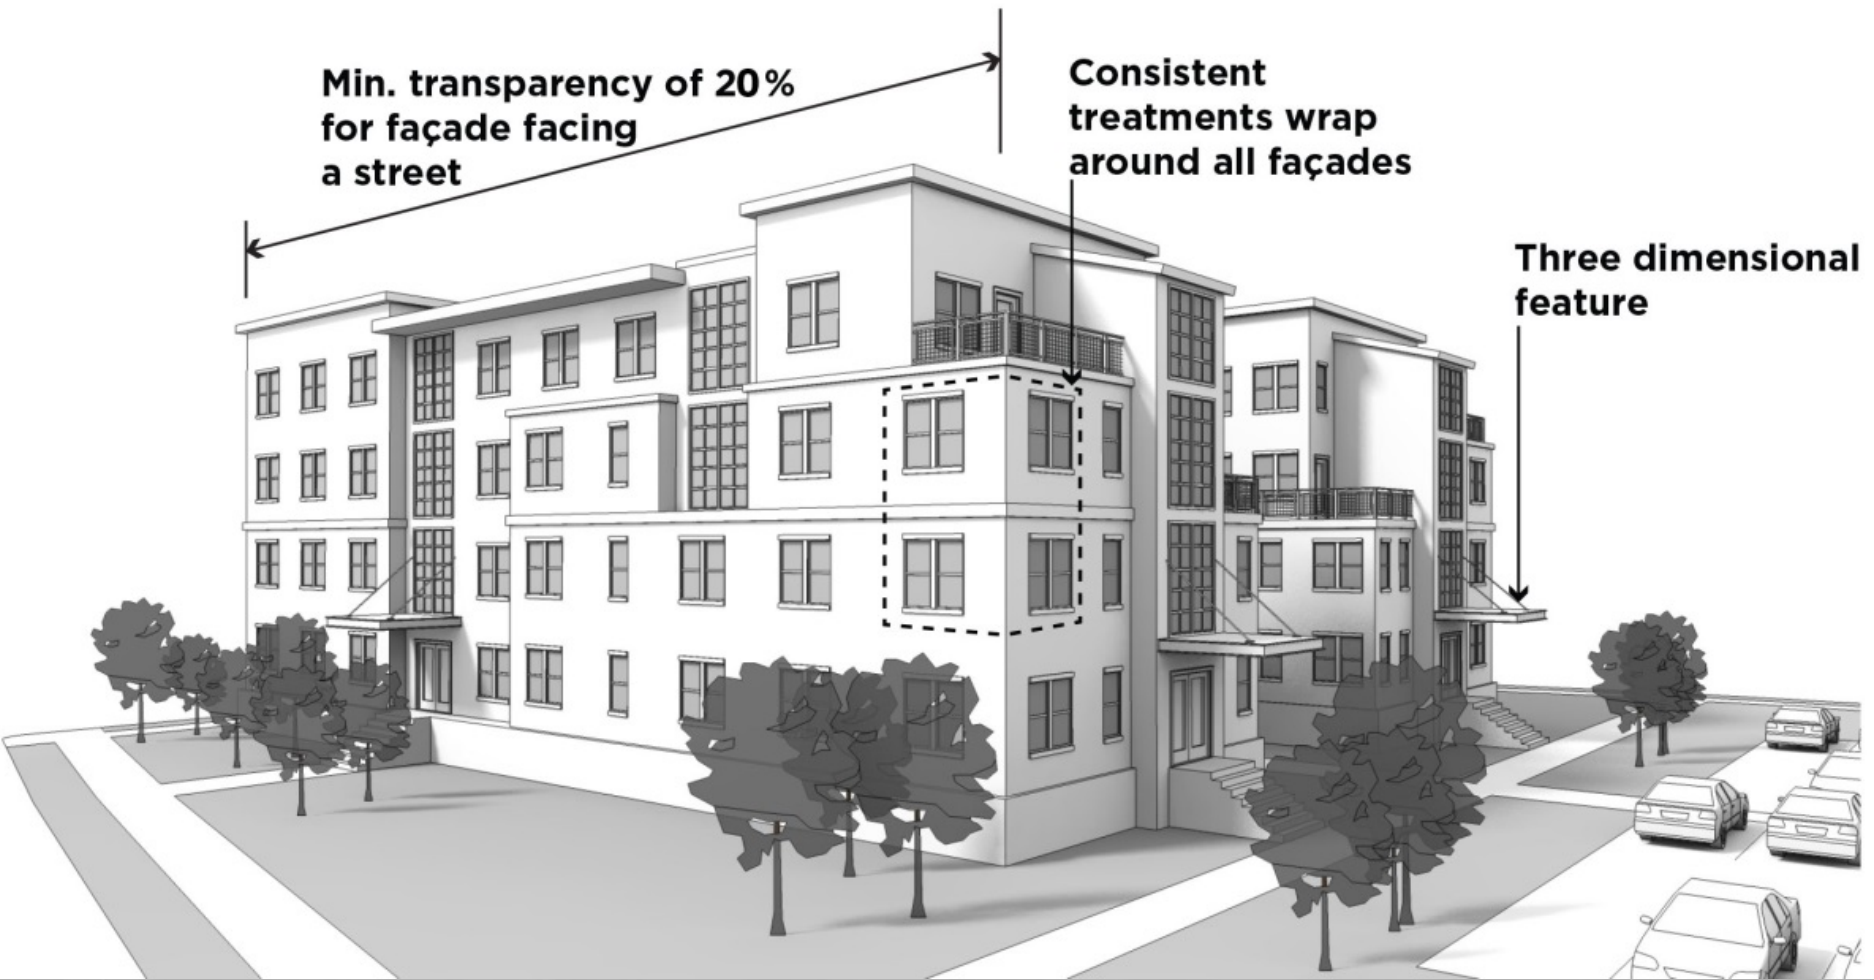 Min. transparency of 20%
for façade facing
a street
Consistent
treatments wrap
around all façades
Three dimensional
feature